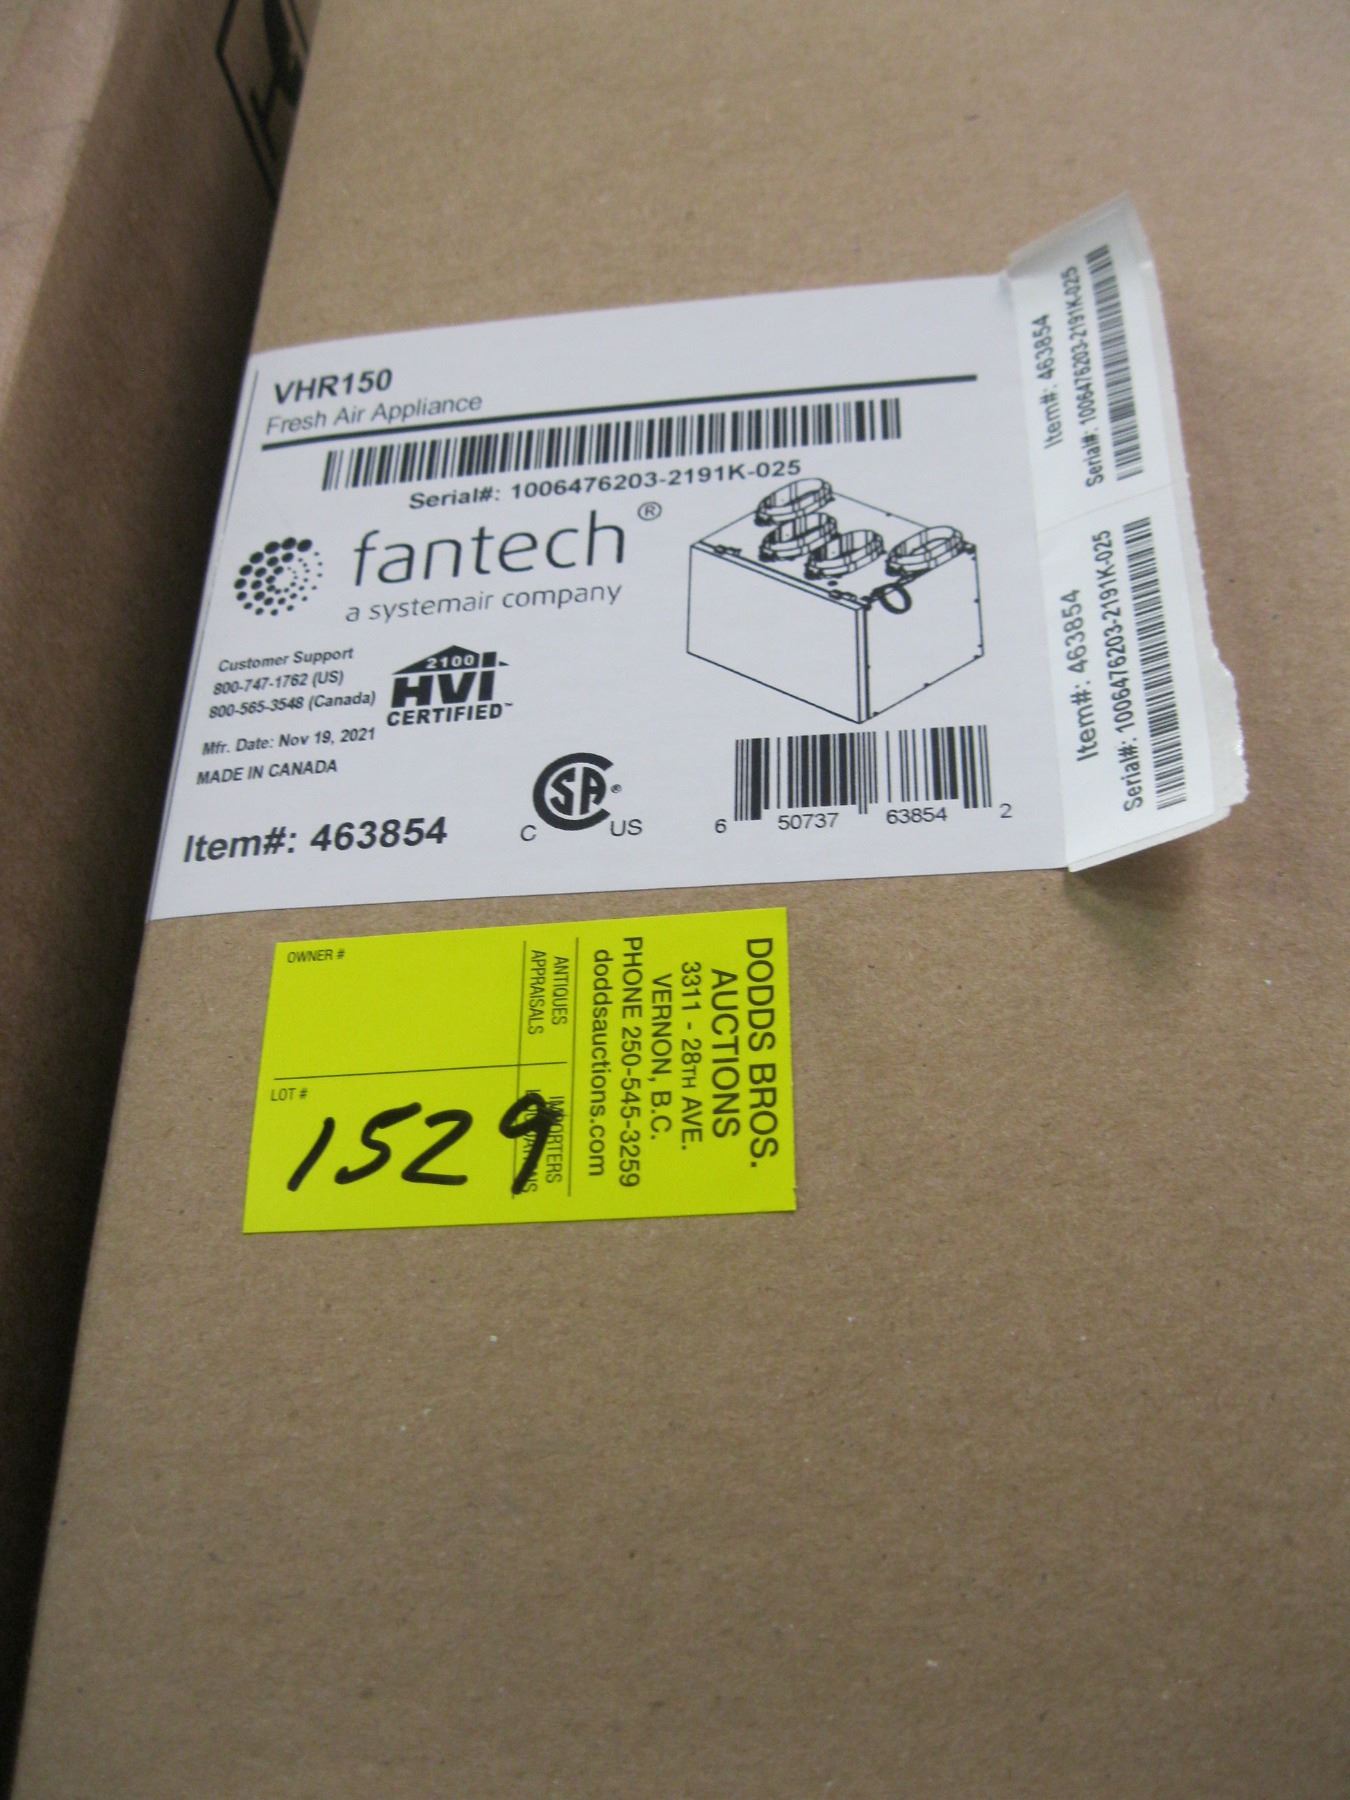 VHR150
Fresh Air Appliance
Serial#: 1006476203-2191K-025
fantech®
a systemair company
Customer Support
800-747-1762 (US)
800-565-3548 (Canada)
2100
HVI
CERTIFIED™
Mfr. Date: Nov 19, 2021
MADE IN CANADA
Item#: 463854
C SA ® US
6 50737 63854 2
Item#: 463854
Serial#: 1006476203-2191K-025
Item#: 463854
Serial#: 1006476203-2191K-025
DODDS BROS.
AUCTIONS
3311 - 28TH AVE.
VERNON, B.C.
PHONE 250-545-3259
doddsauctions.com
ANTIQUES
APPRAISALS
IMPORTERS
OWNER #
LOT #
1529